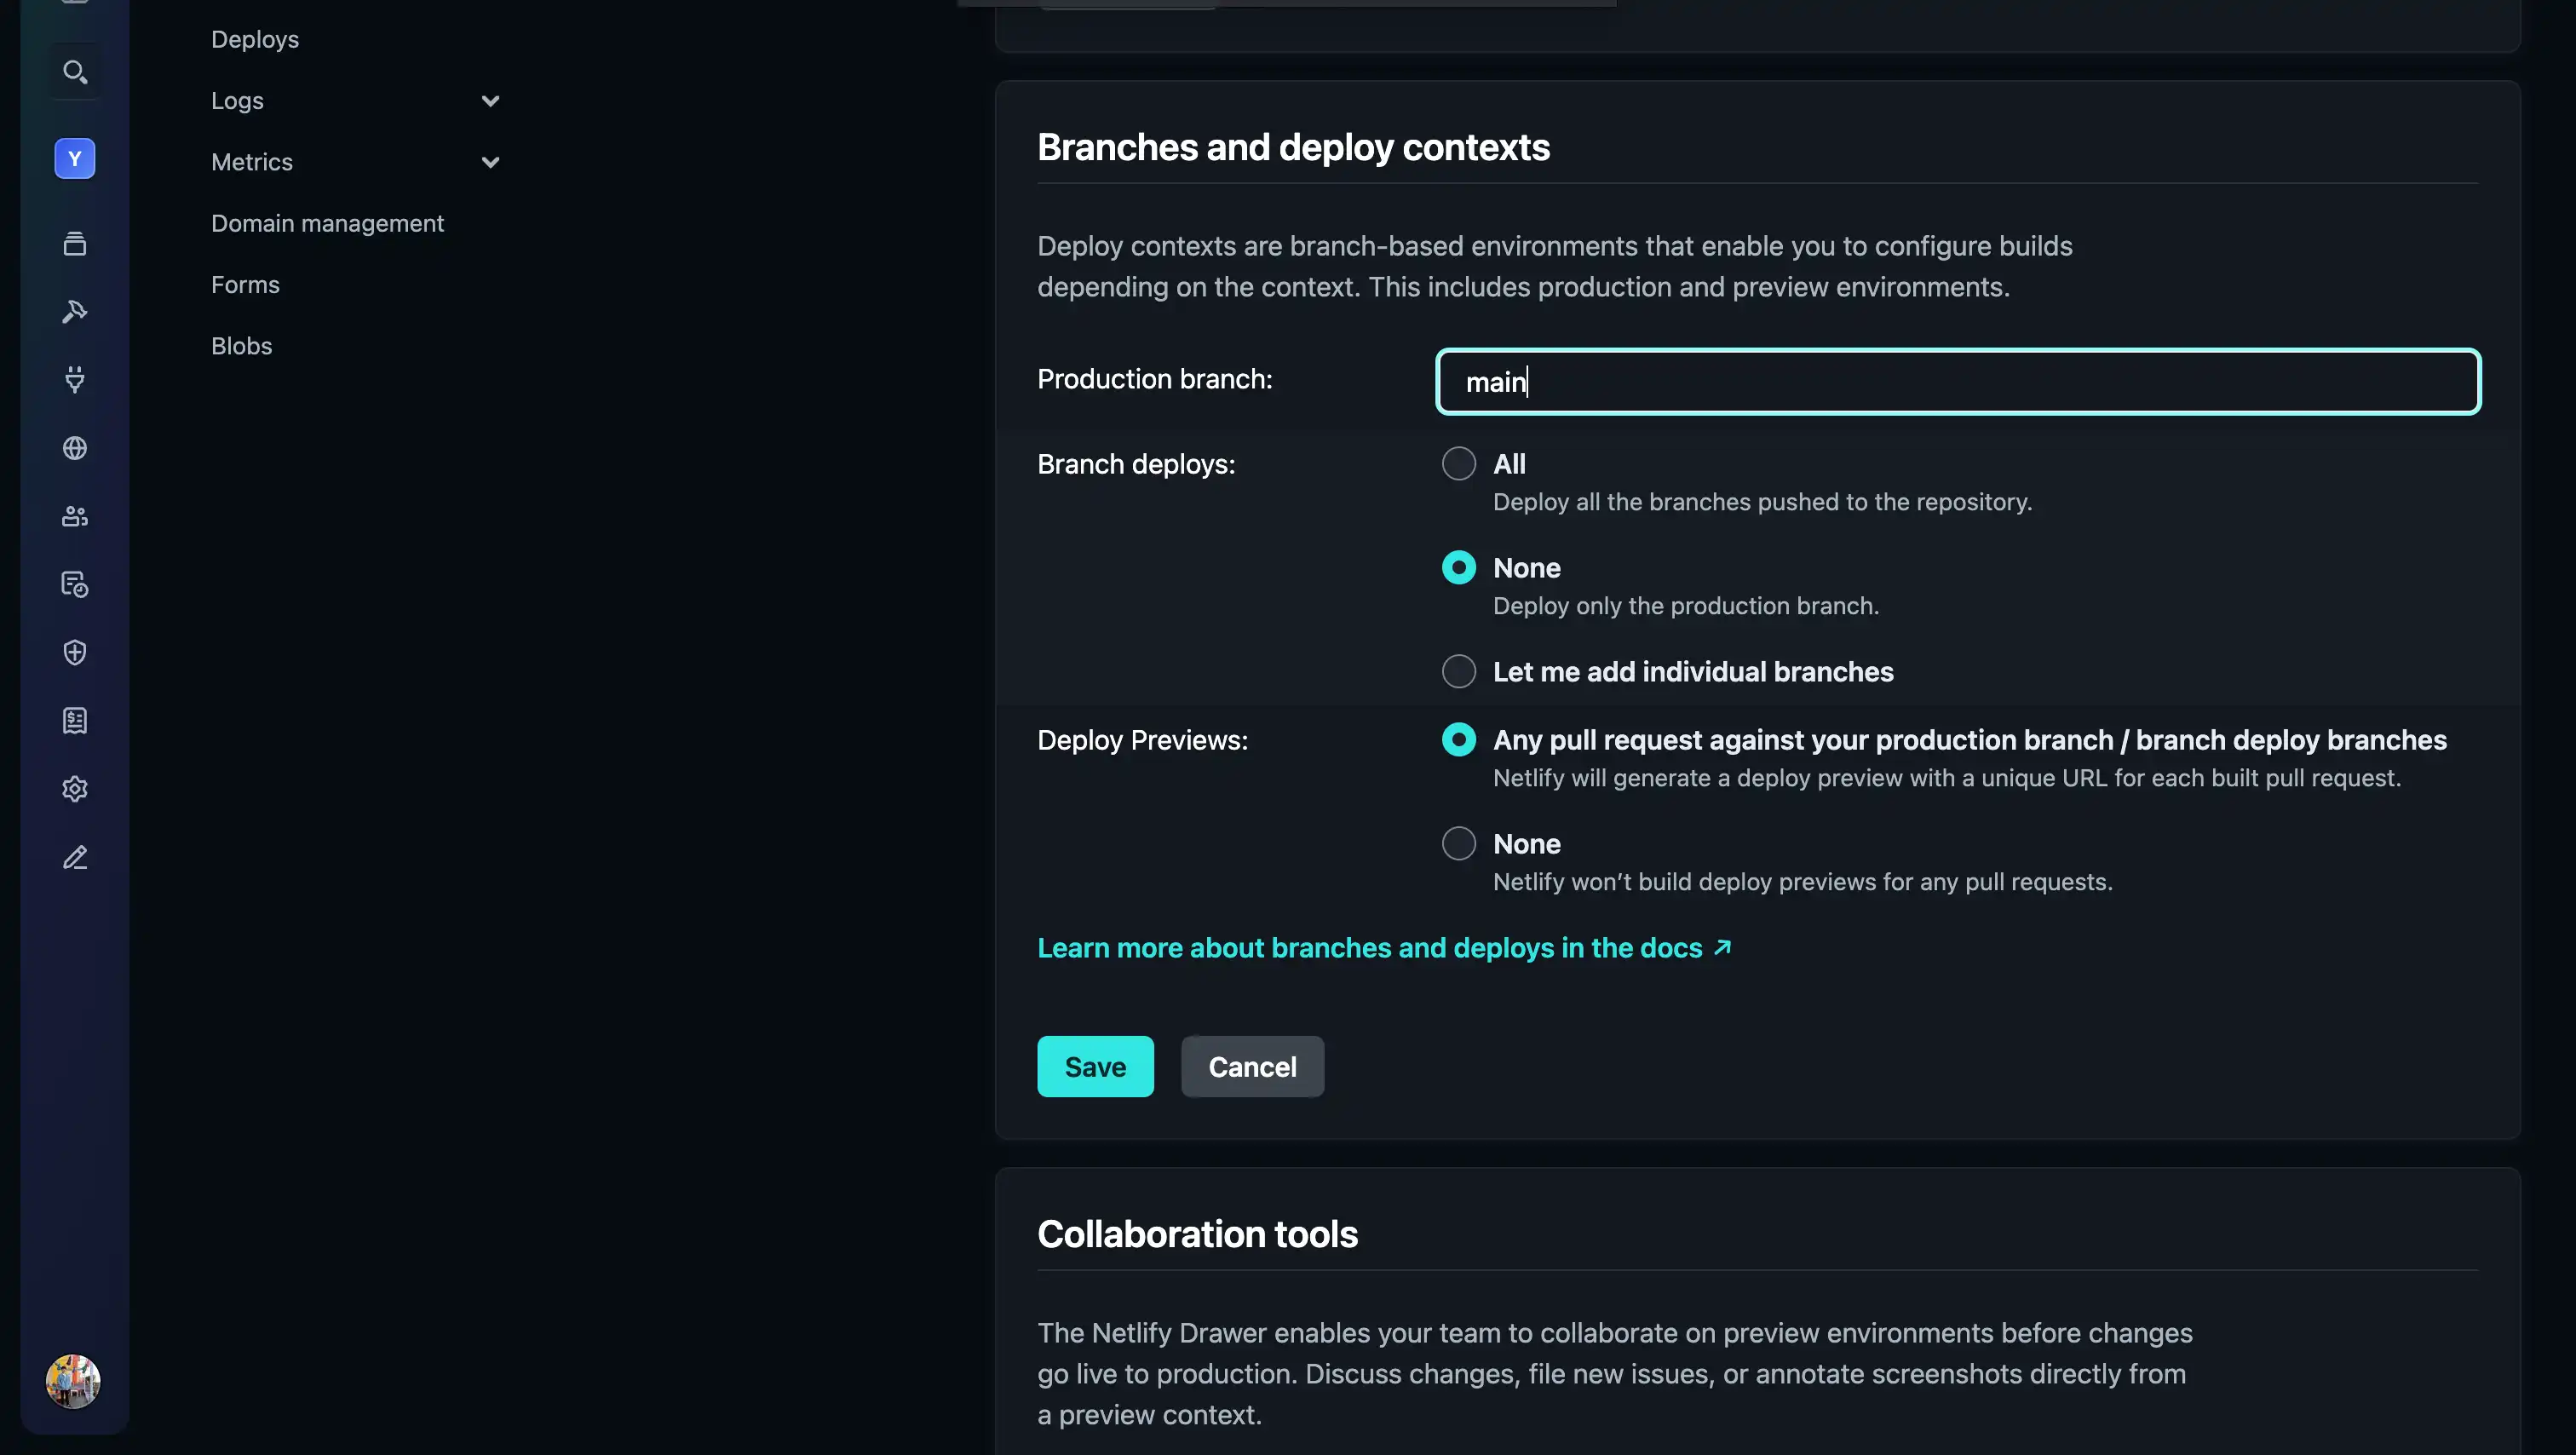 Deploys
Logs
Y
Metrics
Domain management
Forms
Blobs
Branches and deploy contexts
Deploy contexts are branch-based environments that enable you to configure builds
depending on the context. This includes production and preview environments.
Production branch:
main
Branch deploys:
All
Deploy all the branches pushed to the repository.
None
Deploy only the production branch.
Let me add individual branches
Deploy Previews:
Any pull request against your production branch / branch deploy branches
Netlify will generate a deploy preview with a unique URL for each built pull request.
None
Netlify won’t build deploy previews for any pull requests.
Learn more about branches and deploys in the docs ↗
Save
Cancel
Collaboration tools
The Netlify Drawer enables your team to collaborate on preview environments before changes
go live to production. Discuss changes, file new issues, or annotate screenshots directly from
a preview context.